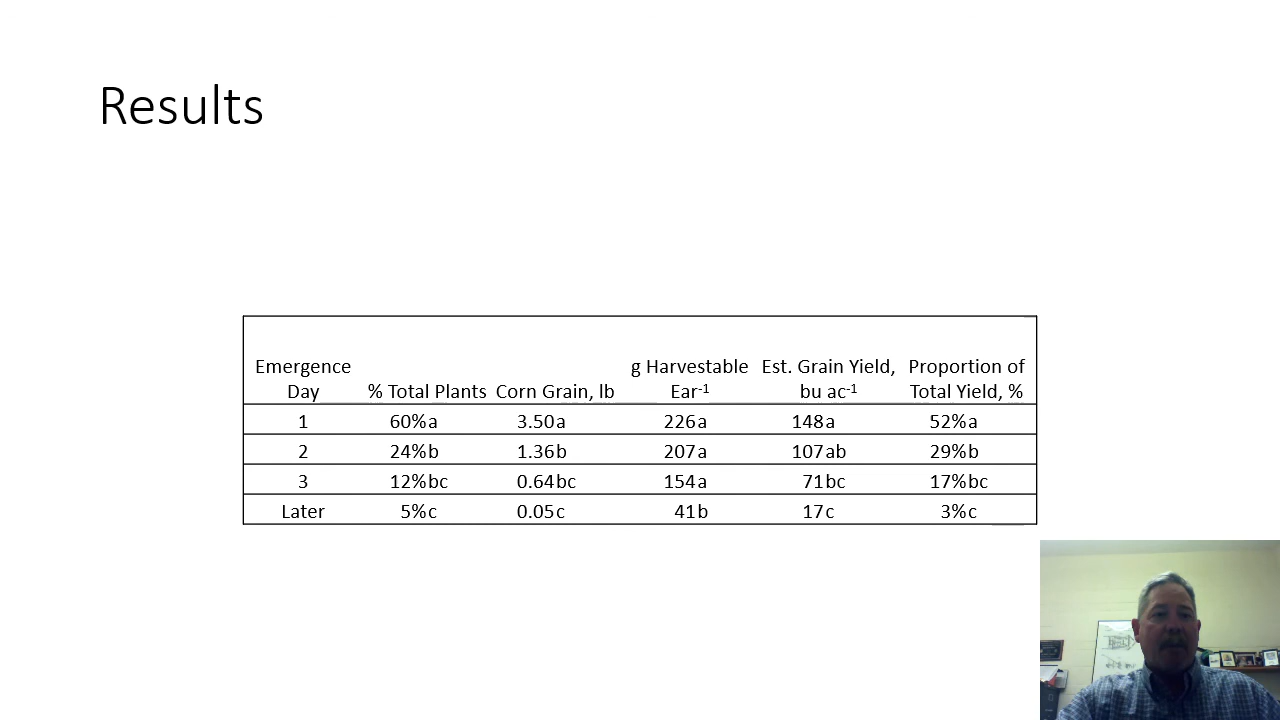 Results
g Harvestable Est. Grain Yield, Proportion of
Emergence
Day % Total Plants Corn Grain, lb Ear-1 bu ac-1 Total Yield, %
1 60%a 3.50a 226a 148a 52%a
2 24%b 1.36b 207a 107ab 29%b
3 12%bc 0.64bc 154a 71bc 17%bc
Later 5%c 0.05c 41b 17c 3%c